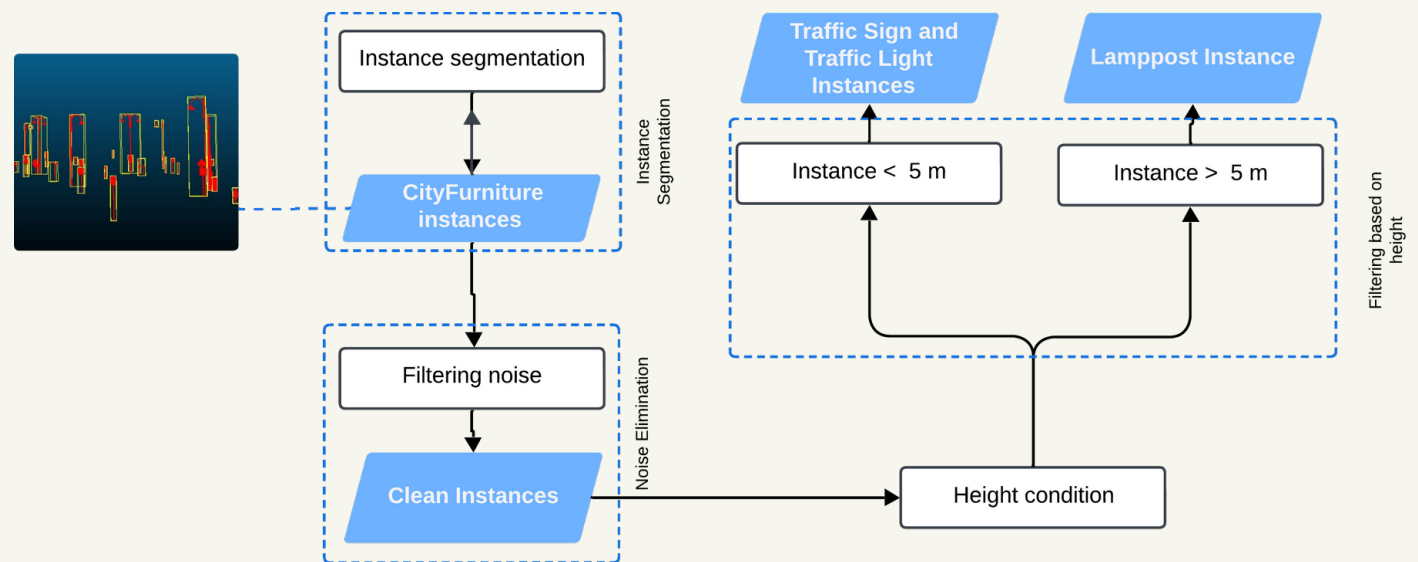 Instance segmentation
CityFurniture
instances
Instance
Segmentation
Filtering noise
Clean Instances
Noise Elimination
Traffic Sign and
Traffic Light
Instances
Lamppost Instance
Instance < 5 m
Instance > 5 m
Filtering based on
height
Height condition